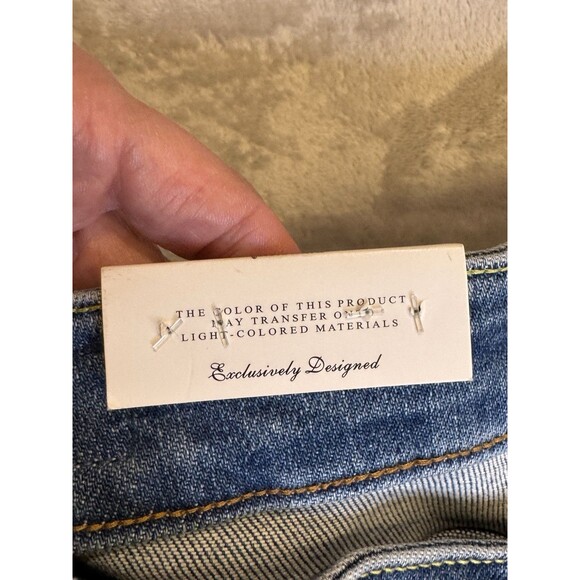 THE COLOR OF THIS PRODUCT
MAY TRANSFER ONTO
LIGHT-COLORED MATERIALS
Exclusively Designed